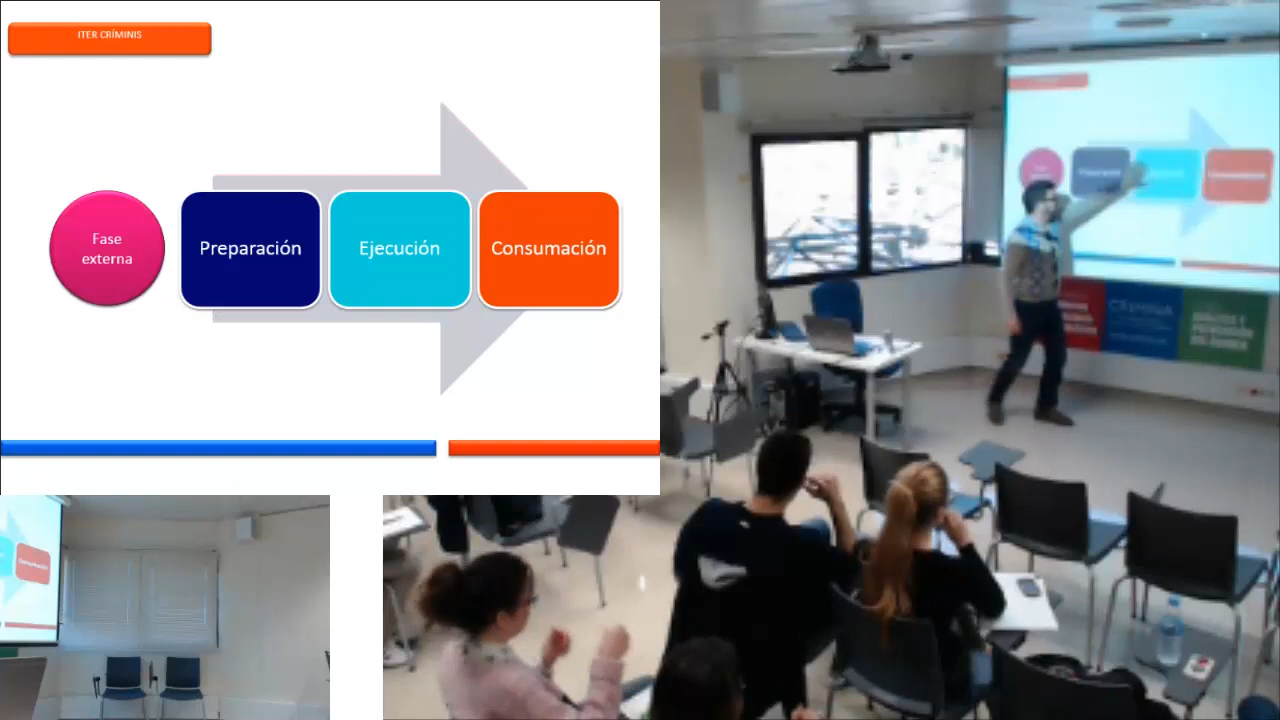 ITER CRÍMINIS
Fase
externa
Preparación
Ejecución
Consumación